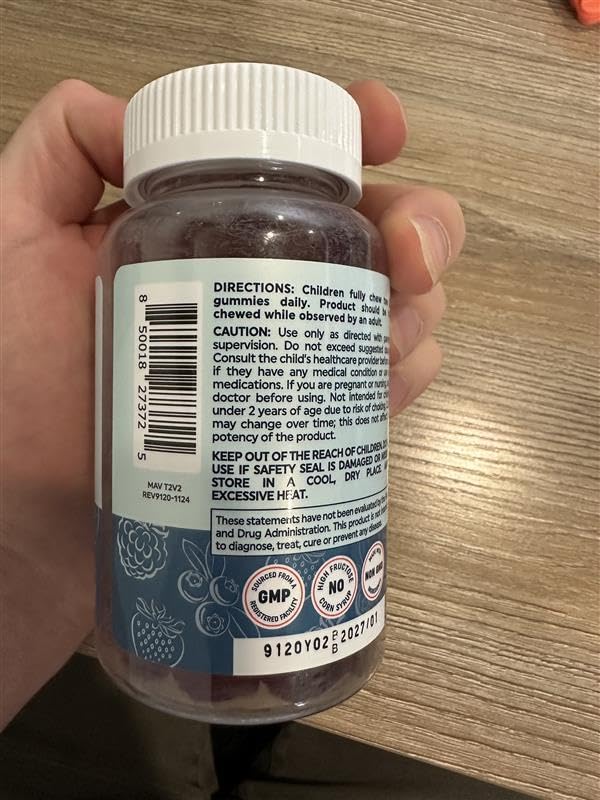 DIRECTIONS: Children fully chew
gummies daily. Product should
chewed while observed by an adult.
CAUTION: Use only as directed with
supervision. Do not exceed suggested
Consult the child's healthcare provider
if they have any medical condition or
medications. If you are pregnant or nursing,
doctor before using. Not intended for
under 2 years of age due to risk of choking.
may change over time; this does not affect
potency of the product.
KEEP OUT OF THE REACH OF CHILDREN.
USE IF SAFETY SEAL IS DAMAGED OR
STORE IN A COOL, DRY PLACE.
EXCESSIVE HEAT.
These statements have not been evaluated by the
and Drug Administration. This product is not
to diagnose, treat, cure or prevent any disease.
8 50018 27372 5
MAV T2V2
REV9120-1124
SOURCED FROM A
GMP
REGISTERED FACILITY
HIGH FRUCTOSE
NO
CORN SYRUP
NON GMO
9120Y02 P B 2027/01